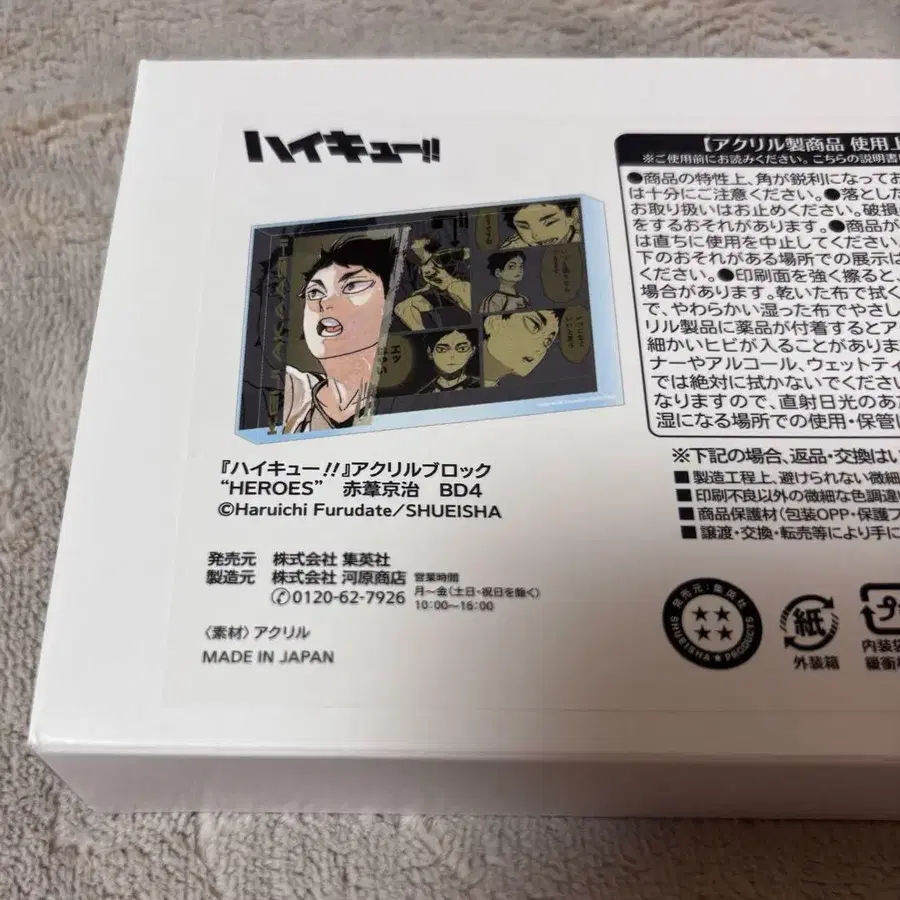 ハイキュー!!
『ハイキュー!!』アクリルブロック
“HEROES” 赤葦京治 BD4
©Haruichi Furudate/SHUEISHA
発売元 株式会社 集英社
製造元 株式会社 河原商店 営業時間
0120-62-7926 月〜金(土日・祝日を除く)
10:00〜16:00
〈素材〉アクリル
MADE IN JAPAN
【アクリル製商品 使用上
※ご使用前にお読みください。こちらの説明書
●商品の特性上、角が鋭利になってお
は十分にご注意ください。●落とした
お取り扱いはお止めください。破損
をするおそれがあります。●商品が
は直ちに使用を中止してください。
下のおそれがある場所での展示は
ください。●印刷面を強く擦ると、
場合があります。乾いた布で拭く
で、やわらかい湿った布でやさし
リル製品に薬品が付着するとア
細かいヒビが入ることがありま
ナーやアルコール、ウェットティ
では絶対に拭かないでください
なりますので、直射日光のあた
湿になる場所での使用・保管は
※下記の場合、返品・交換はい
■製造工程上、避けられない微細
■印刷不良以外の微細な色調違
■商品保護材(包装OPP・保護フ
■譲渡・交換・転売等により手に
発売元:集英社
SHUEISHA★PRODUCTS
紙
外装箱
プ
内装袋
緩衝材